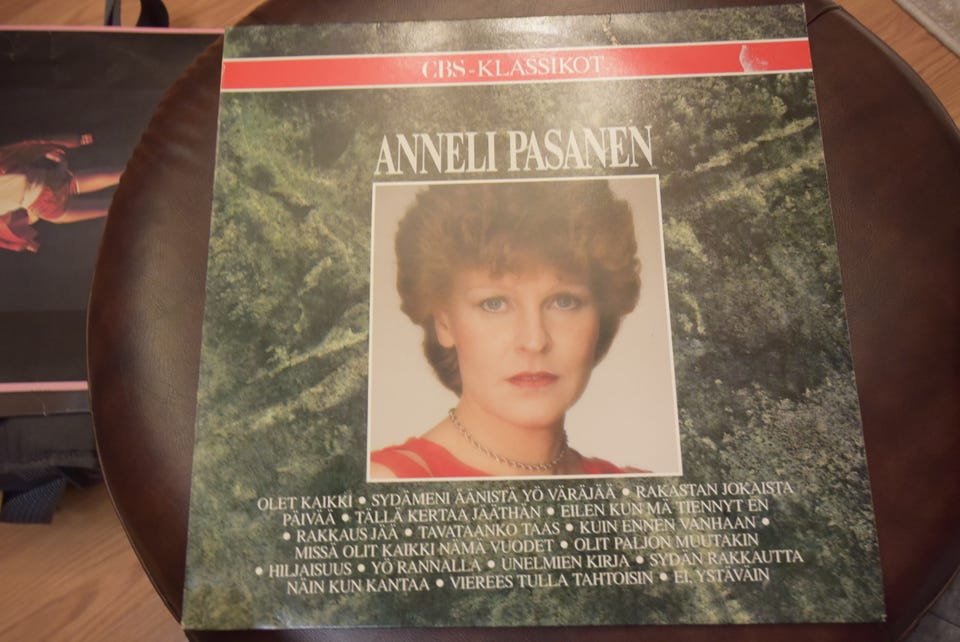 CBS-KLASSIKOT
ANNELI PASANEN
OLET KAIKKI • SYDÄMENI ÄÄNISTÄ YÖ VÄRÄJÄÄ • RAKASTAN JOKAISTA
PÄIVÄÄ • TÄLLÄ KERTAA JÄÄTHÄN • EILEN KUN MÄ TIENNYT EN
• RAKKAUS JÄÄ • TAVATAANKO TAAS • KUIN ENNEN VANHAAN •
MISSÄ OLIT KAIKKI NÄMÄ VUODET • OLIT PALJON MUUTAKIN
• HILJAISUUS • YÖ RANNALLA • UNELMIEN KIRJA • SYDÄN RAKKAUTTA
NÄIN KUN KANTAA • VIEREES TULLA TAHTOISIN • EI, YSTÄVÄIN